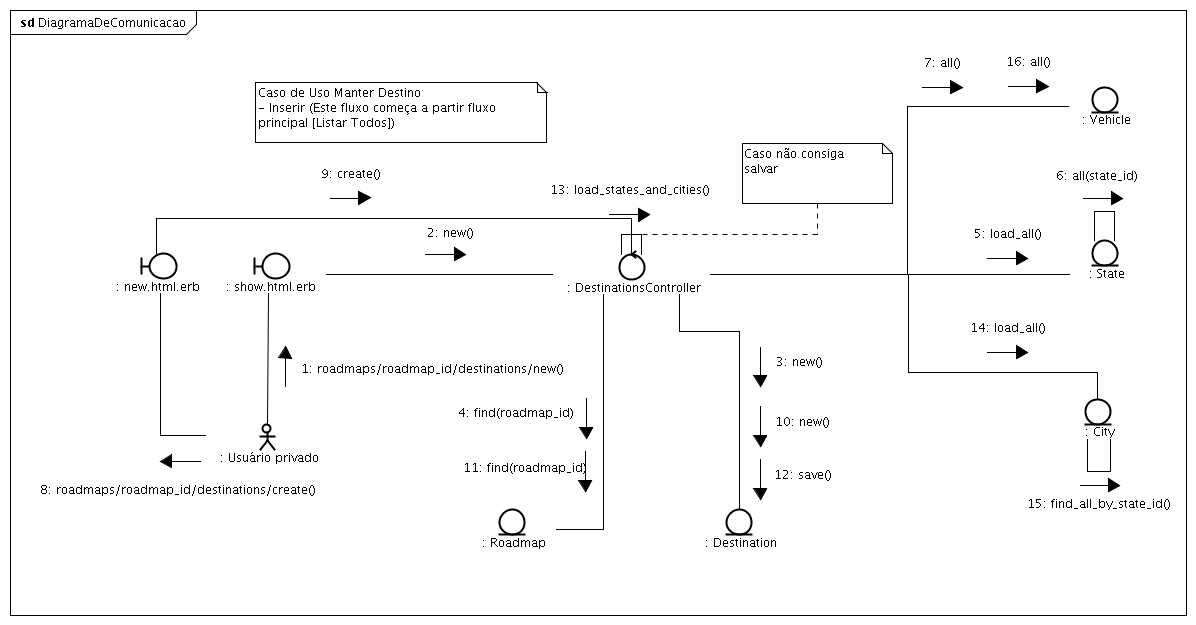 sd DiagramaDeComunicacao
7: all()
16: all()
Caso de Uso Manter Destino
- Inserir (Este fluxo começa a partir fluxo
principal [Listar Todos])
: Vehicle
Caso não consiga
salvar
9: create()
13: load_states_and_cities()
6: all(state_id)
2: new()
5: load_all()
: State
: new.html.erb
: show.html.erb
: DestinationsController
14: load_all()
1: roadmaps/roadmap_id/destinations/new()
3: new()
4: find(roadmap_id)
10: new()
: City
: Usuário privado
11: find(roadmap_id)
12: save()
8: roadmaps/roadmap_id/destinations/create()
15: find_all_by_state_id()
: Roadmap
: Destination